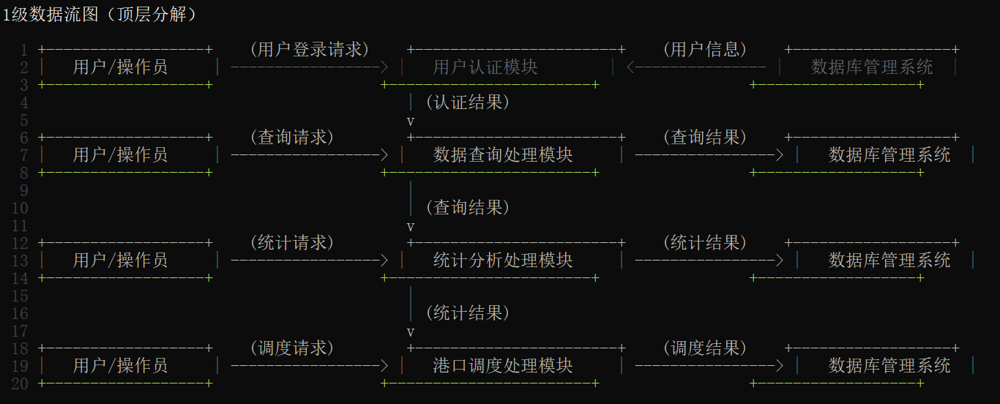 1级数据流图（顶层分解）
1 +------------------+ (用户登录请求) +-----------------------+ (用户信息) +------------------+
2 | 用户/操作员 | -----------------> | 用户认证模块 | <--------------- | 数据库管理系统 |
3 +------------------+ +-----------------------+ +------------------+
4 | (认证结果)
5 v
6 +------------------+ (查询请求) +-----------------------+ (查询结果) +------------------+
7 | 用户/操作员 | -----------------> | 数据查询处理模块 | ----------------> | 数据库管理系统 |
8 +------------------+ +-----------------------+ +------------------+
9 |
10 | (查询结果)
11 v
12 +------------------+ (统计请求) +-----------------------+ (统计结果) +------------------+
13 | 用户/操作员 | -----------------> | 统计分析处理模块 | ----------------> | 数据库管理系统 |
14 +------------------+ +-----------------------+ +------------------+
15 |
16 | (统计结果)
17 v
18 +------------------+ (调度请求) +-----------------------+ (调度结果) +------------------+
19 | 用户/操作员 | -----------------> | 港口调度处理模块 | ----------------> | 数据库管理系统 |
20 +------------------+ +-----------------------+ +------------------+